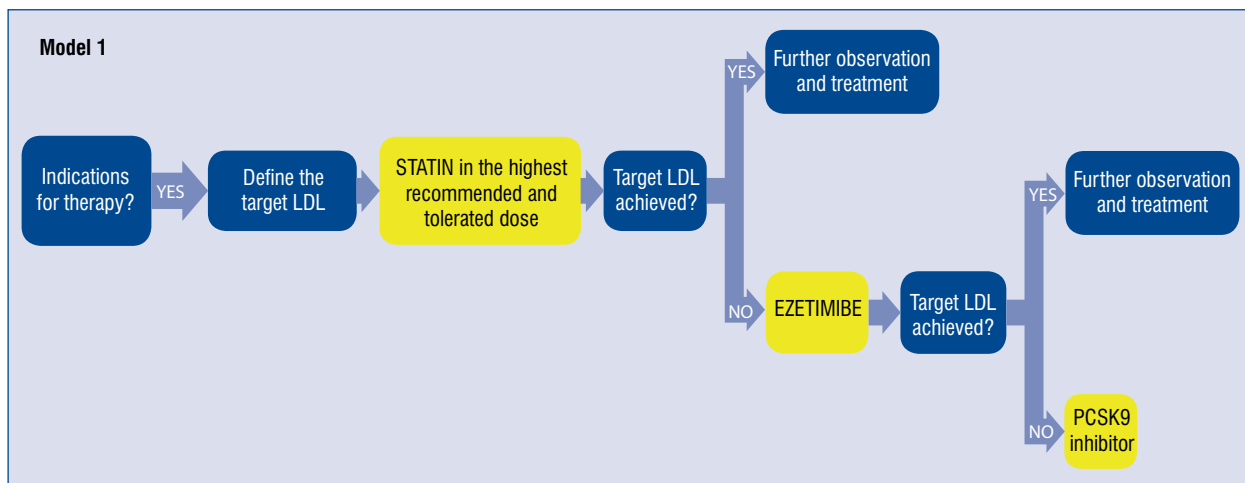 Model 1
Indications
for therapy?
YES
Define the
target LDL
STATIN in the highest
recommended and
tolerated dose
Target LDL
achieved?
YES
Further observation
and treatment
NO
EZETIMIBE
Target LDL
achieved?
YES
Further observation
and treatment
NO
PCSK9
inhibitor